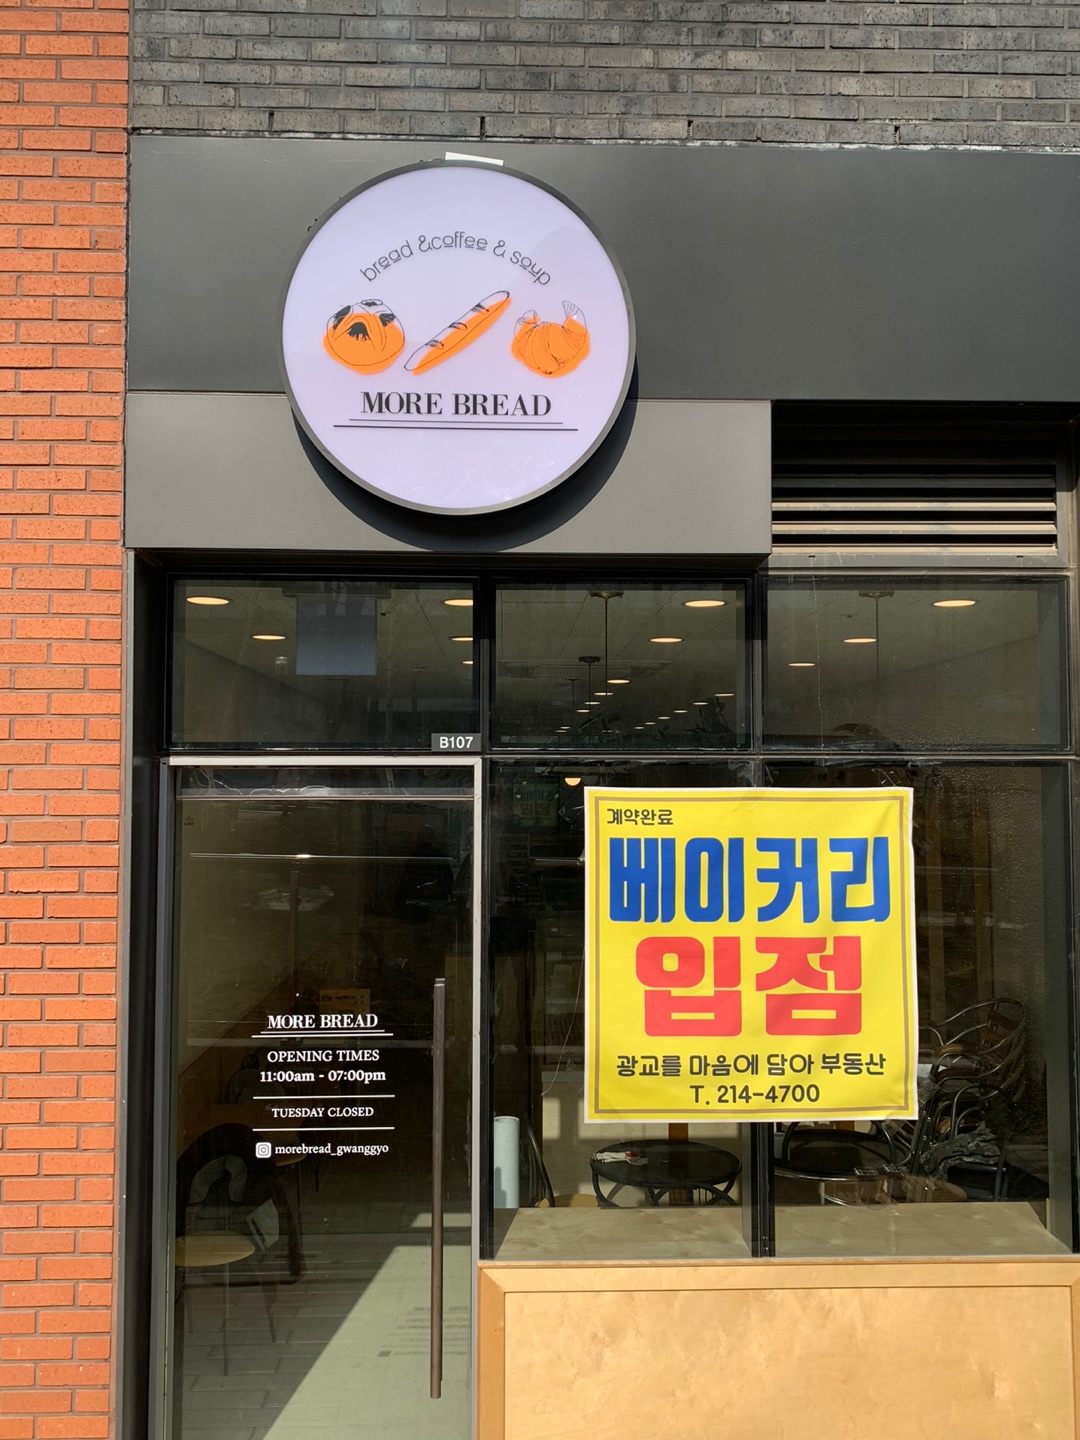 bread &coffee & soup
MORE BREAD
B107
계약완료
베이커리
입점
광교를 마음에 담아 부동산
T. 214-4700
MORE BREAD
OPENING TIMES
11:00am - 07:00pm
TUESDAY CLOSED
morebread_gwanggyo